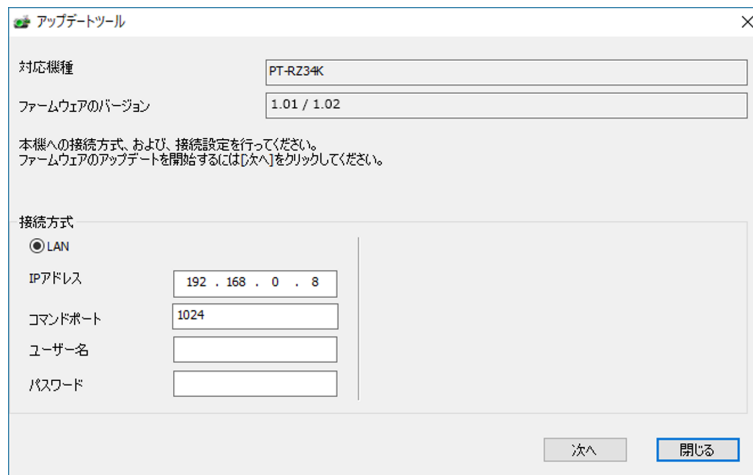 アップデートツール
対応機種
PT-RZ34K
ファームウェアのバージョン
1.01 / 1.02
本機への接続方式、および、接続設定を行ってください。
ファームウェアのアップデートを開始するには[次へ]をクリックしてください。
接続方式
LAN
IPアドレス
192 . 168 . 0 . 8
コマンドポート
1024
ユーザー名
パスワード
次へ
閉じる